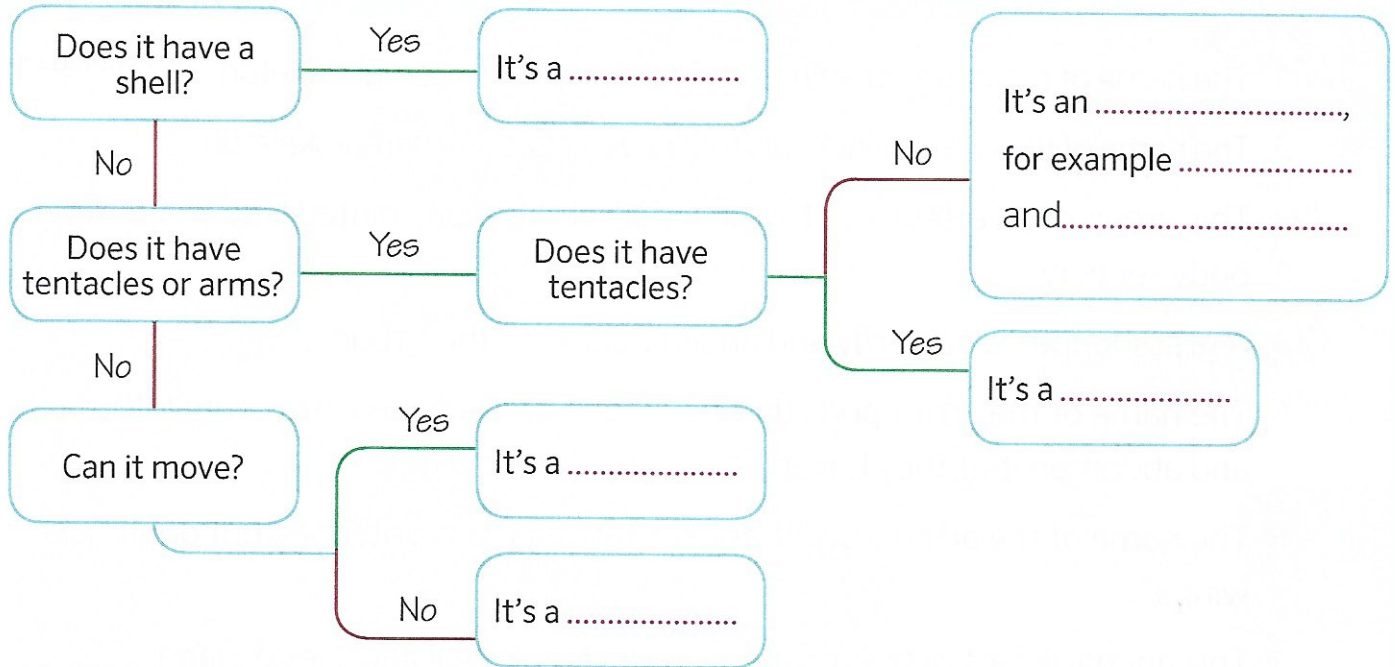 Does it have a
shell?
Yes
It's a ....................
No
It's an ............................,
for example ....................
and..................................
No
Does it have
tentacles or arms?
Yes
Does it have
tentacles?
Yes
It's a ....................
No
Can it move?
Yes
It's a ....................
No
It's a ....................